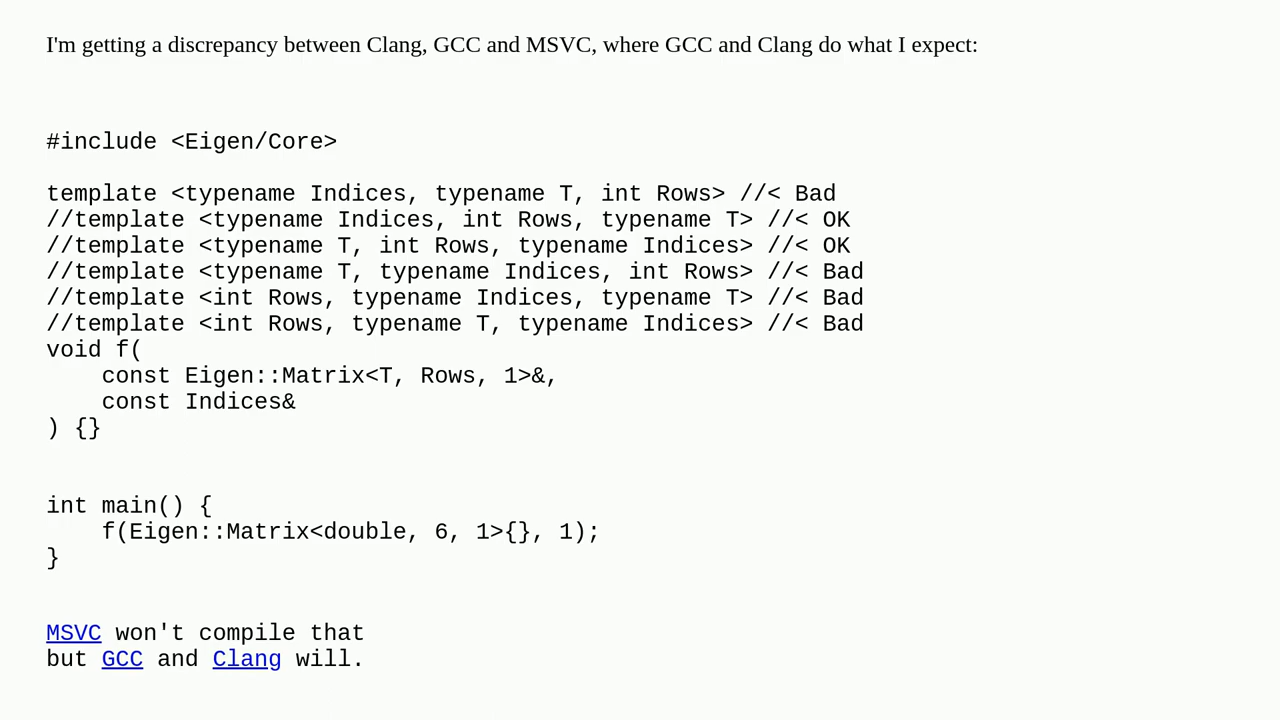 I'm getting a discrepancy between Clang, GCC and MSVC, where GCC and Clang do what I expect:
#include <Eigen/Core>
template <typename Indices, typename T, int Rows> //< Bad
//template <typename Indices, int Rows, typename T> //< OK
//template <typename T, int Rows, typename Indices> //< OK
//template <typename T, typename Indices, int Rows> //< Bad
//template <int Rows, typename Indices, typename T> //< Bad
//template <int Rows, typename T, typename Indices> //< Bad
void f(
    const Eigen::Matrix<T, Rows, 1>&,
    const Indices&
) {}
int main() {
    f(Eigen::Matrix<double, 6, 1>{}, 1);
}
MSVC won't compile that
but GCC and Clang will.